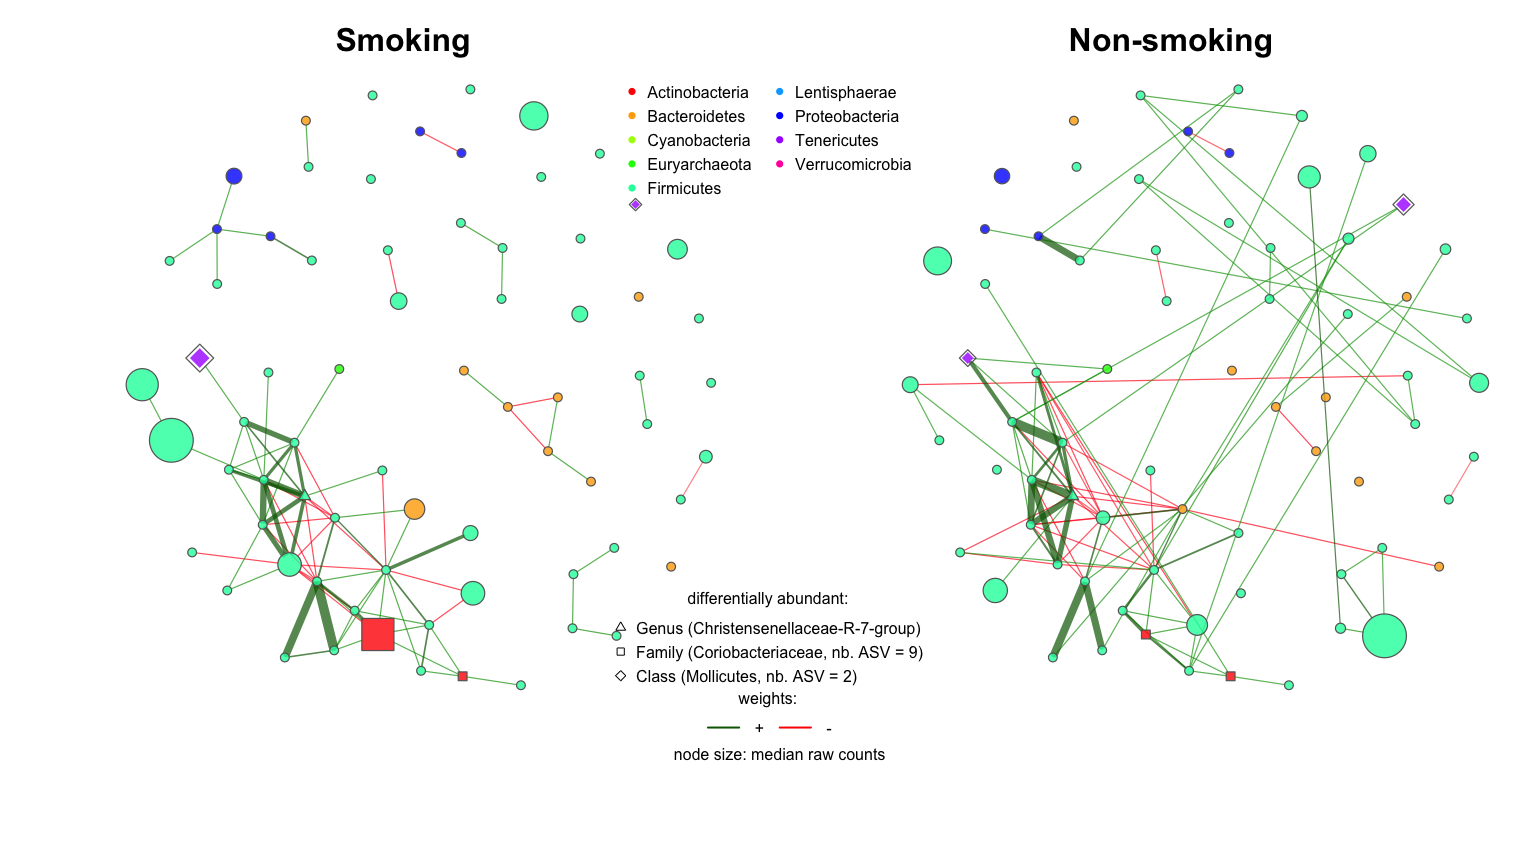 Smoking
Non-smoking
Actinobacteria
Bacteroidetes
Cyanobacteria
Euryarchaeota
Firmicutes
Lentisphaerae
Proteobacteria
Tenericutes
Verrucomicrobia
differentially abundant:
Genus (Christensenellaceae-R-7-group)
Family (Coriobacteriaceae, nb. ASV = 9)
Class (Mollicutes, nb. ASV = 2)
weights:
+ -
node size: median raw counts